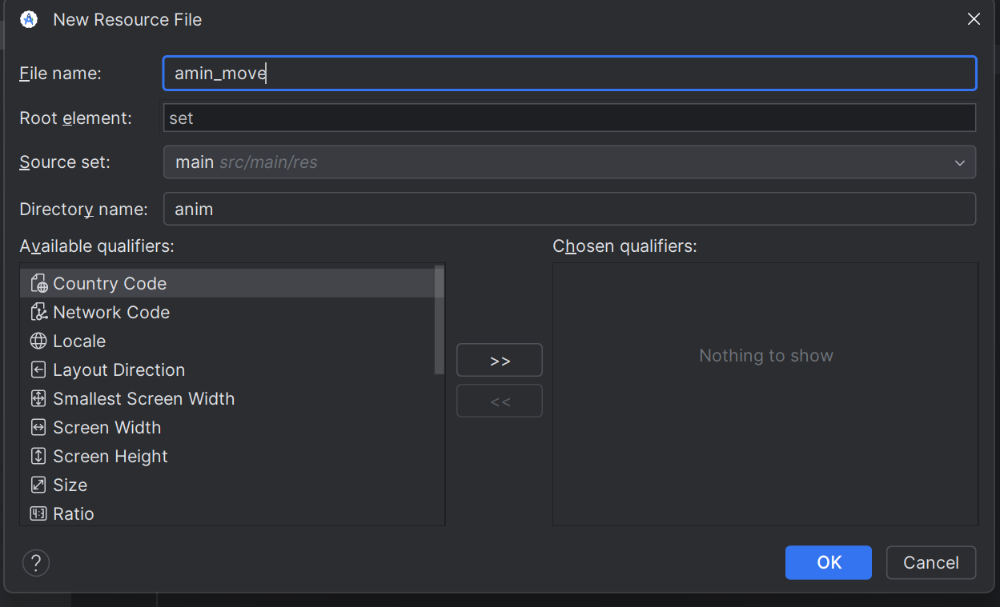 New Resource File
File name: amin_move
Root element: set
Source set: main src/main/res
Directory name: anim
Available qualifiers:
Chosen qualifiers:
Country Code
Network Code
Locale
Layout Direction
Smallest Screen Width
Screen Width
Screen Height
Size
4:3 Ratio
>>
<<
Nothing to show
?
OK
Cancel